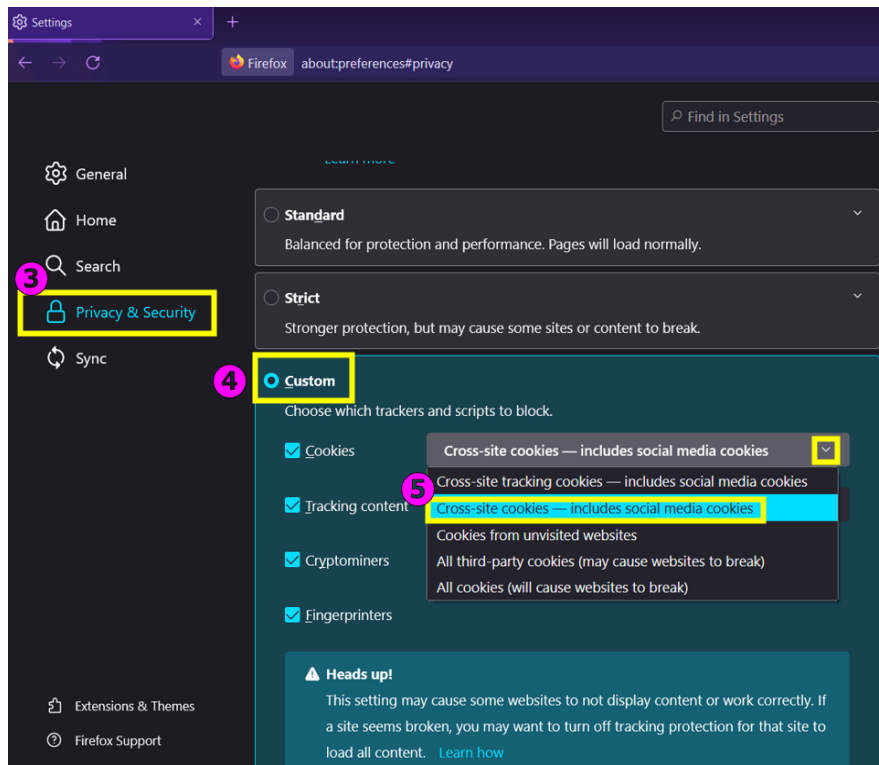 Settings
Firefox about:preferences#privacy
Find in Settings
Learn more
General
Home
Search
3
Privacy & Security
Sync
Standard
Balanced for protection and performance. Pages will load normally.
Strict
Stronger protection, but may cause some sites or content to break.
4
Custom
Choose which trackers and scripts to block.
Cookies
Cross-site cookies — includes social media cookies
Cross-site tracking cookies — includes social media cookies
5
Cross-site cookies — includes social media cookies
Cookies from unvisited websites
All third-party cookies (may cause websites to break)
All cookies (will cause websites to break)
Tracking content
Cryptominers
Fingerprinters
Heads up!
This setting may cause some websites to not display content or work correctly. If
a site seems broken, you may want to turn off tracking protection for that site to
load all content. Learn how
Extensions & Themes
Firefox Support